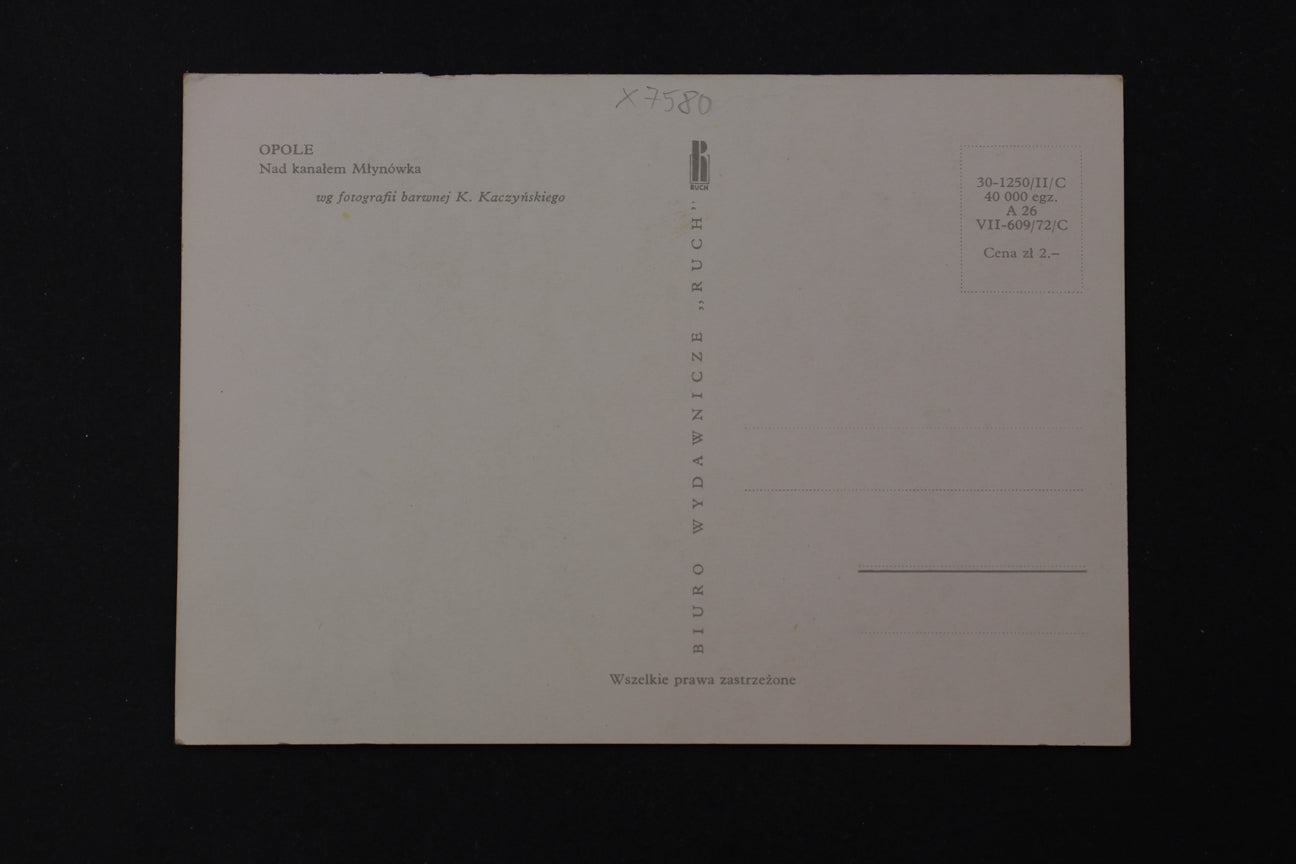 X 7580
OPOLE
Nad kanałem Młynówka
wg fotografii barwnej K. Kaczyńskiego
RUCH
BIURO WYDAWNICZE „RUCH”
30-1250/II/C
40 000 egz.
A 26
VII-609/72/C
Cena zł 2.–
Wszelkie prawa zastrzeżone